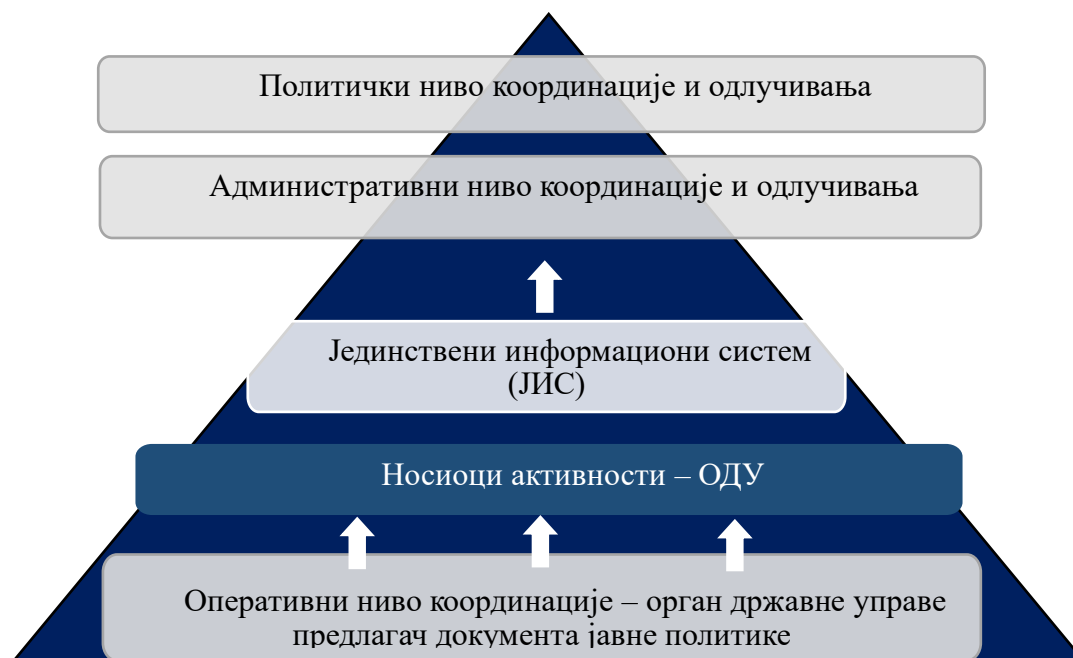 Политички ниво координације и одлучивања
Административни ниво координације и одлучивања
Јединствени информациони систем
(ЈИС)
Носиоци активности – ОДУ
Оперативни ниво координације – орган државне управе
предлагач документа јавне политике